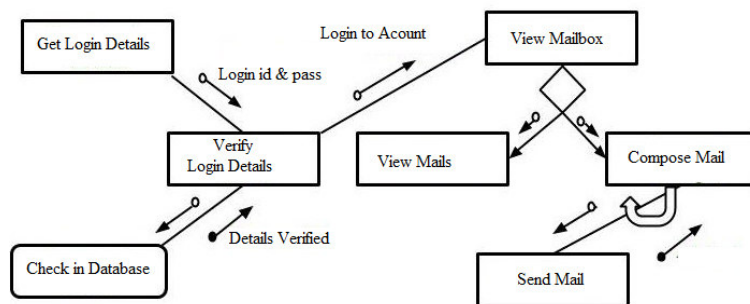 Get Login Details
Login to Acount
View Mailbox
Login id & pass
Verify
Login Details
View Mails
Compose Mail
Details Verified
Check in Database
Send Mail